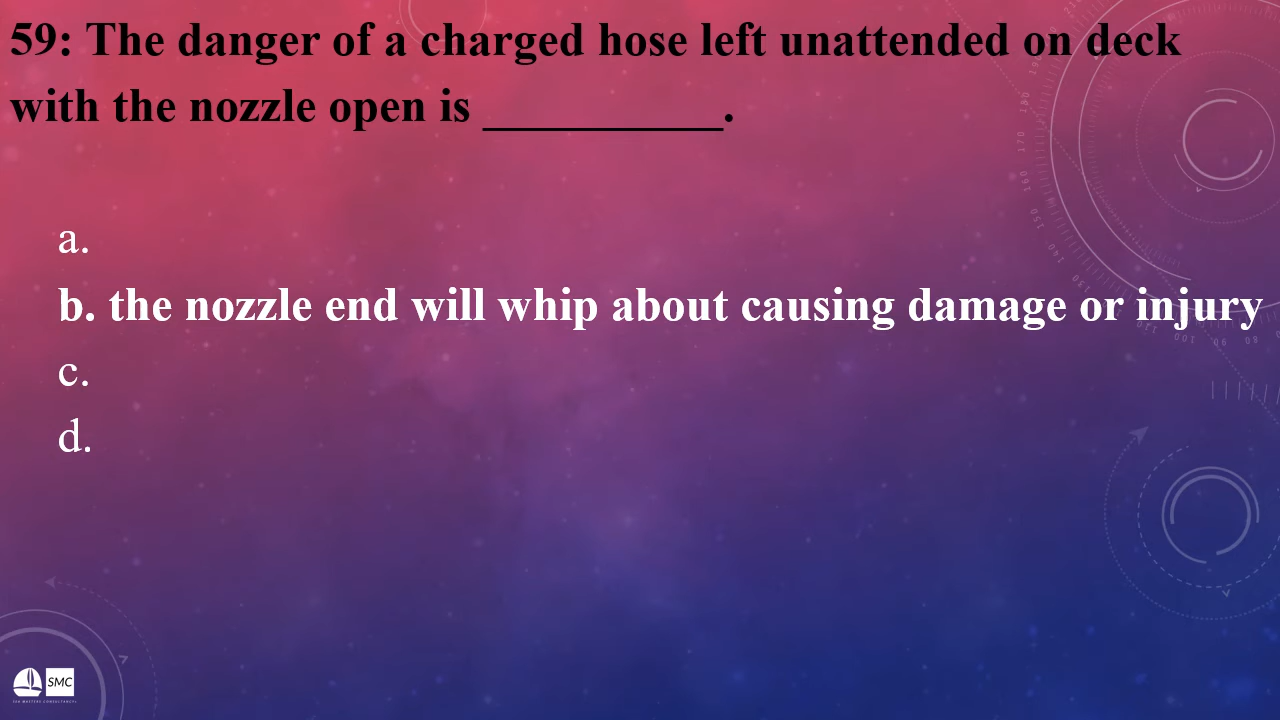 59: The danger of a charged hose left unattended on deck
with the nozzle open is __________.
a.
b. the nozzle end will whip about causing damage or injury
c.
d.
SMC